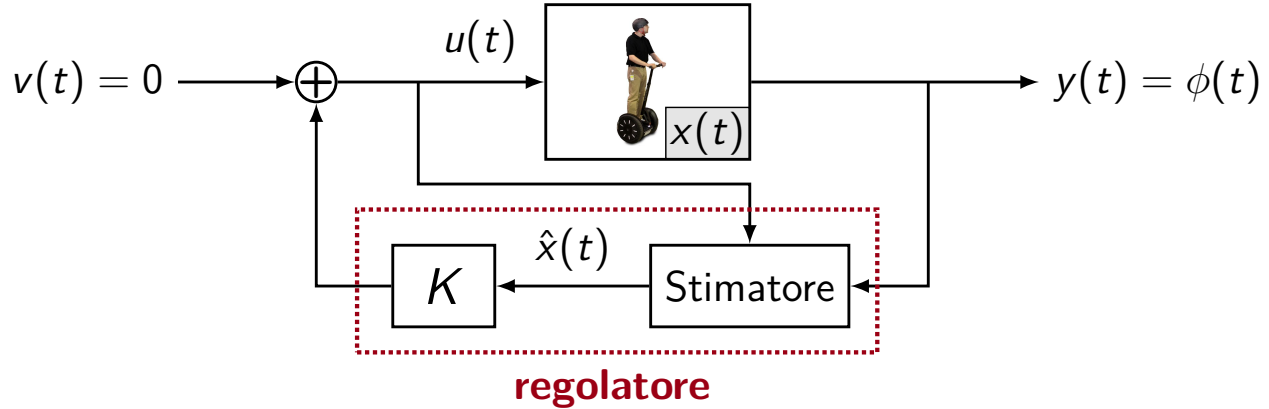 u(t)
v(t) = 0
y(t) = ϕ(t)
x(t)
x̂(t)
K
Stimatore
regolatore